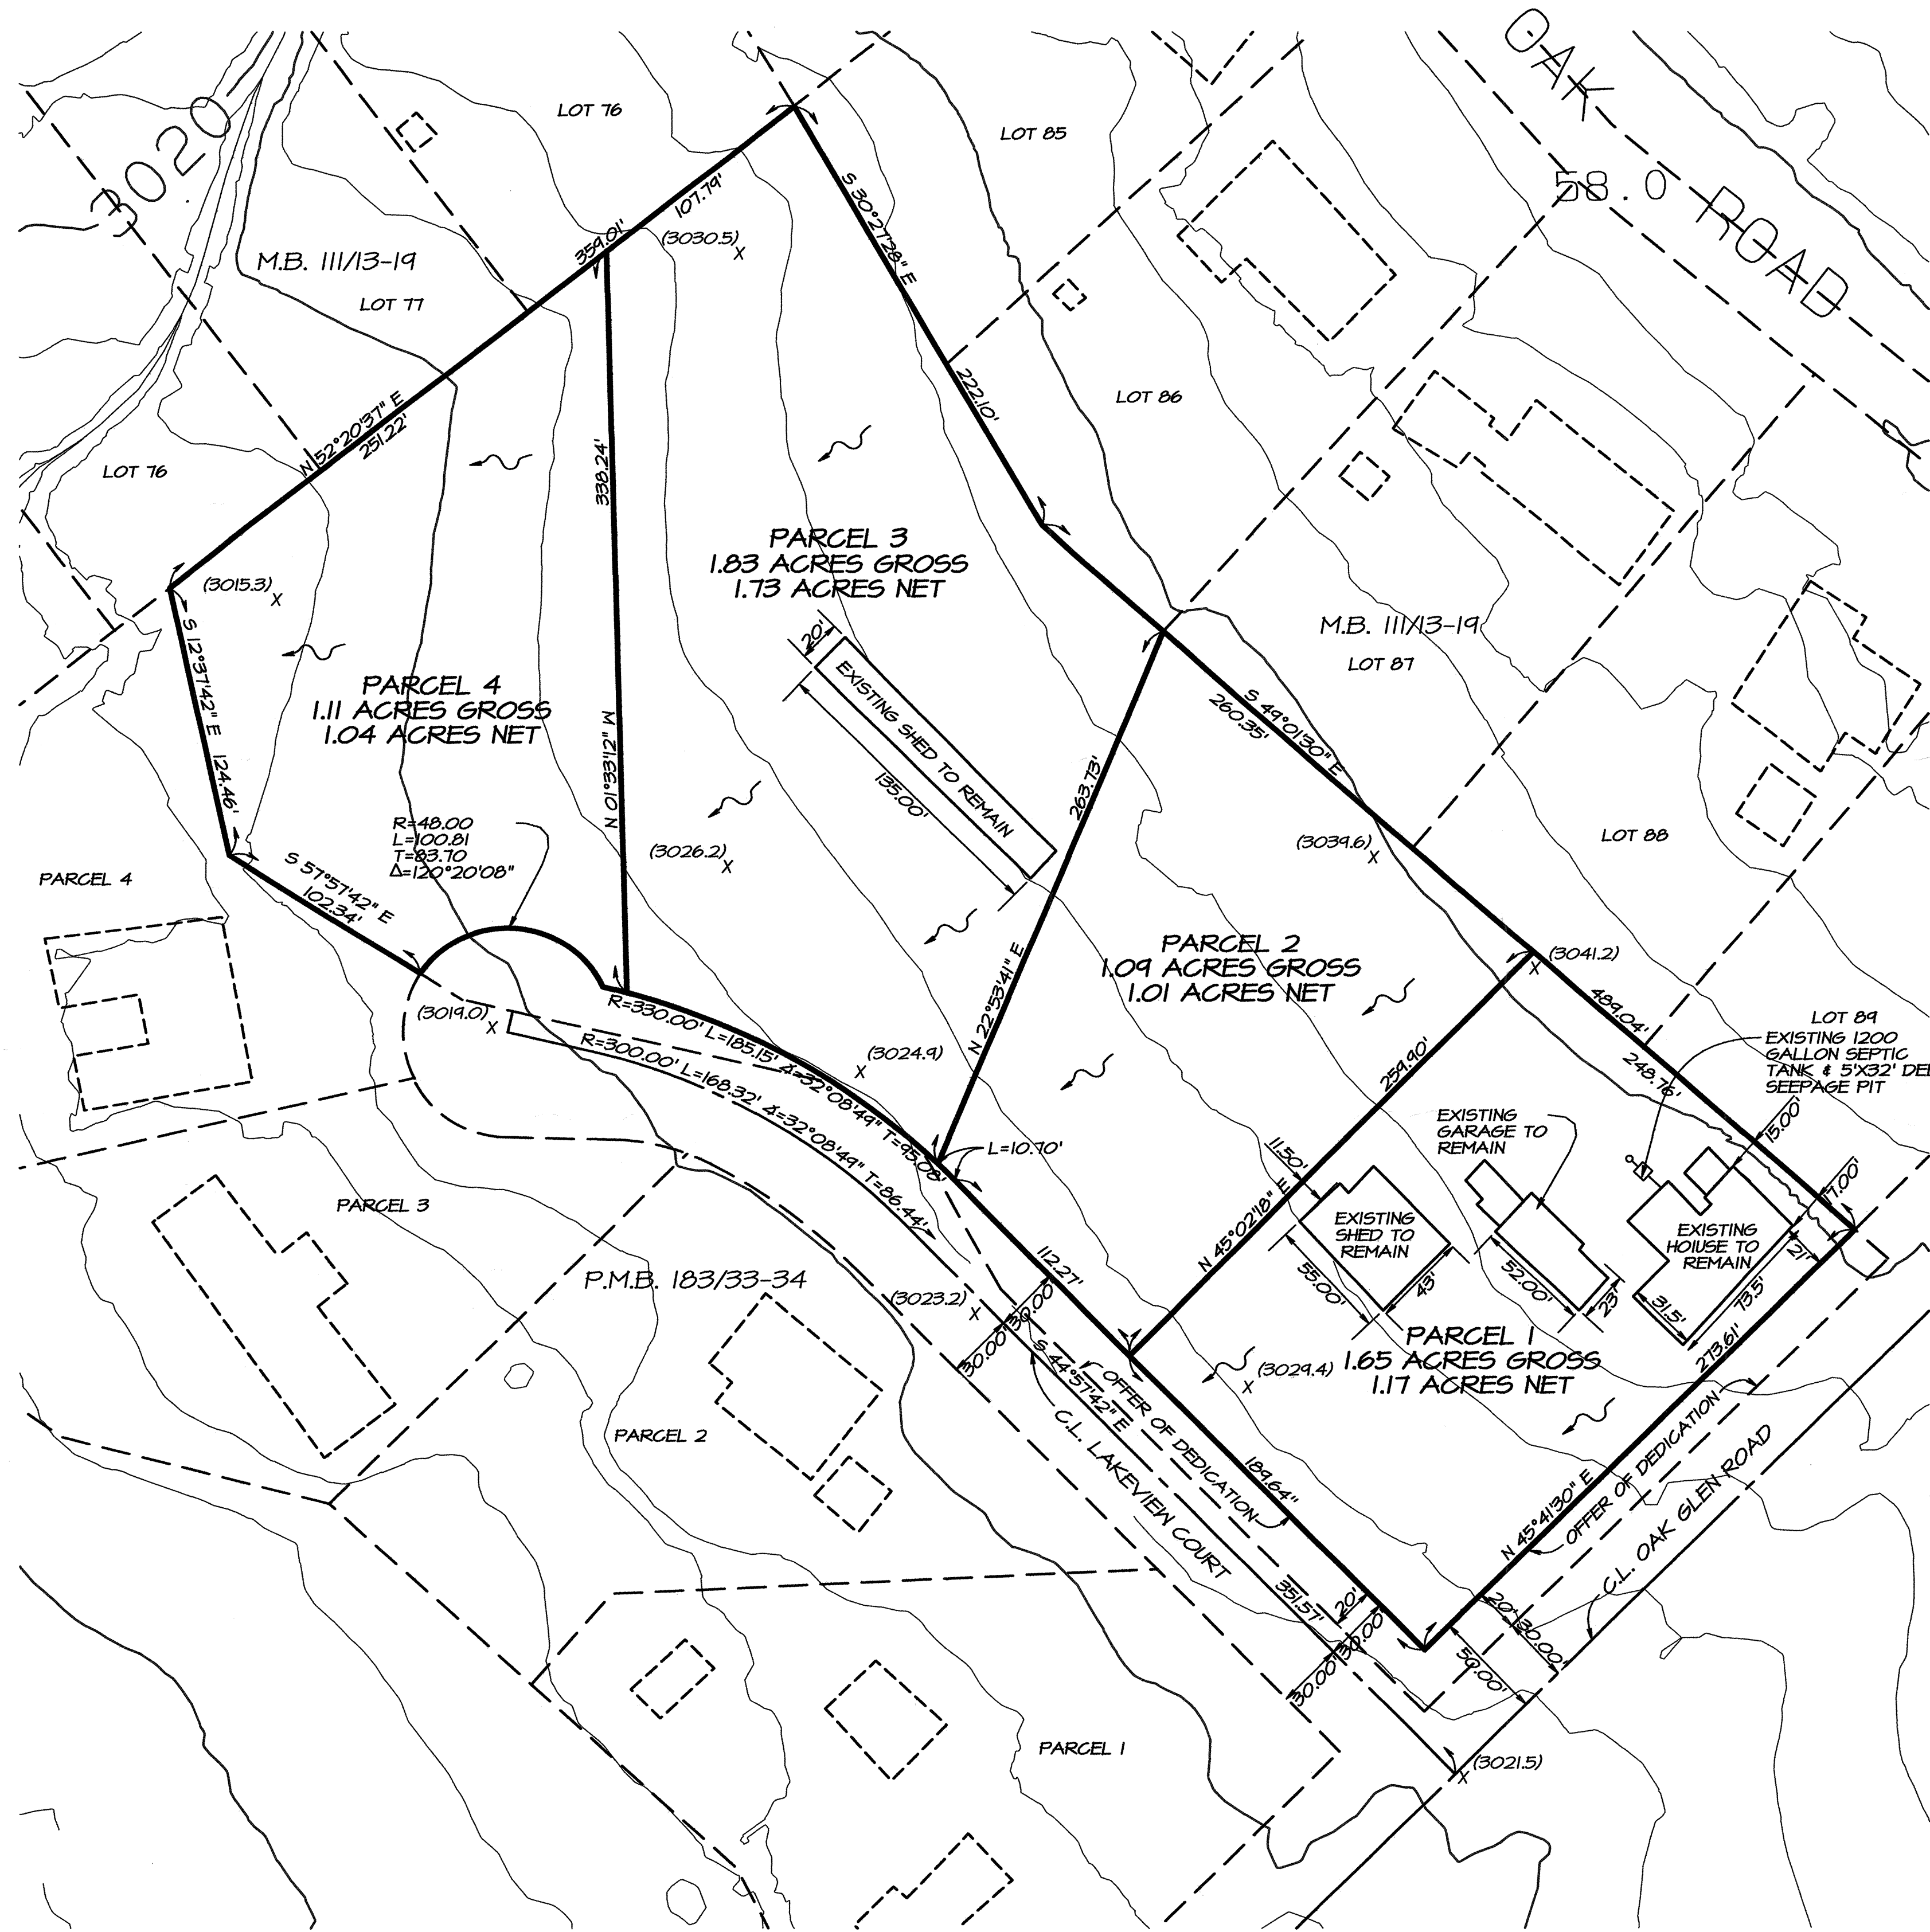 OAK
58.0
ROAD
3020
LOT 76
LOT 85
M.B. 111/13-19
LOT 77
359.01'
107.79'
(3030.5)
X
S 30°27'28" E
222.10'
LOT 86
N 52°20'37" E
251.22'
LOT 76
338.24'
N 01°33'12" W
PARCEL 3
1.83 ACRES GROSS
1.73 ACRES NET
(3015.3)
X
S 12°37'42" E 124.46'
PARCEL 4
1.11 ACRES GROSS
1.04 ACRES NET
20'
EXISTING SHED TO REMAIN
135.00'
M.B. 111/13-19
LOT 87
S 49°01'30" E
260.35'
263.73'
N 22°53'41" E
R=48.00
L=100.81
T=83.70
Δ=120°20'08"
(3026.2)
X
(3039.6)
X
LOT 88
PARCEL 4
S 57°57'42" E
102.34'
PARCEL 2
1.09 ACRES GROSS
1.01 ACRES NET
(3041.2)
X
489.04'
248.76'
LOT 89
EXISTING 1200
GALLON SEPTIC
TANK & 5'X32' DE
SEEPAGE PIT
(3019.0)
X
R=330.00' L=185.15' Δ=32°08'49" T=95.08'
R=300.00' L=168.32' Δ=32°08'49" T=86.44'
(3024.9)
X
L=10.70'
259.90'
N 45°02'18" E
11.50'
EXISTING
GARAGE TO
REMAIN
15.00'
7.00'
PARCEL 3
EXISTING
SHED TO
REMAIN
55.00'
43'
52.00'
23'
EXISTING
HOIUSE TO
REMAIN
21'
31.5'
73.5'
P.M.B. 183/33-34
112.27'
(3023.2)
X
30.00'
30.00'
S 44°57'42" E
PARCEL 1
1.65 ACRES GROSS
1.17 ACRES NET
(3029.4)
X
273.61'
N 45°41'30" E
OFFER OF DEDICATION
C.L. LAKEVIEW COURT
OFFER OF DEDICATION
C.L. OAK GLEN ROAD
PARCEL 2
189.64"
351.57'
20'
30.00'
30.00'
20'
30.00'
50.00'
PARCEL 1
(3021.5)
X